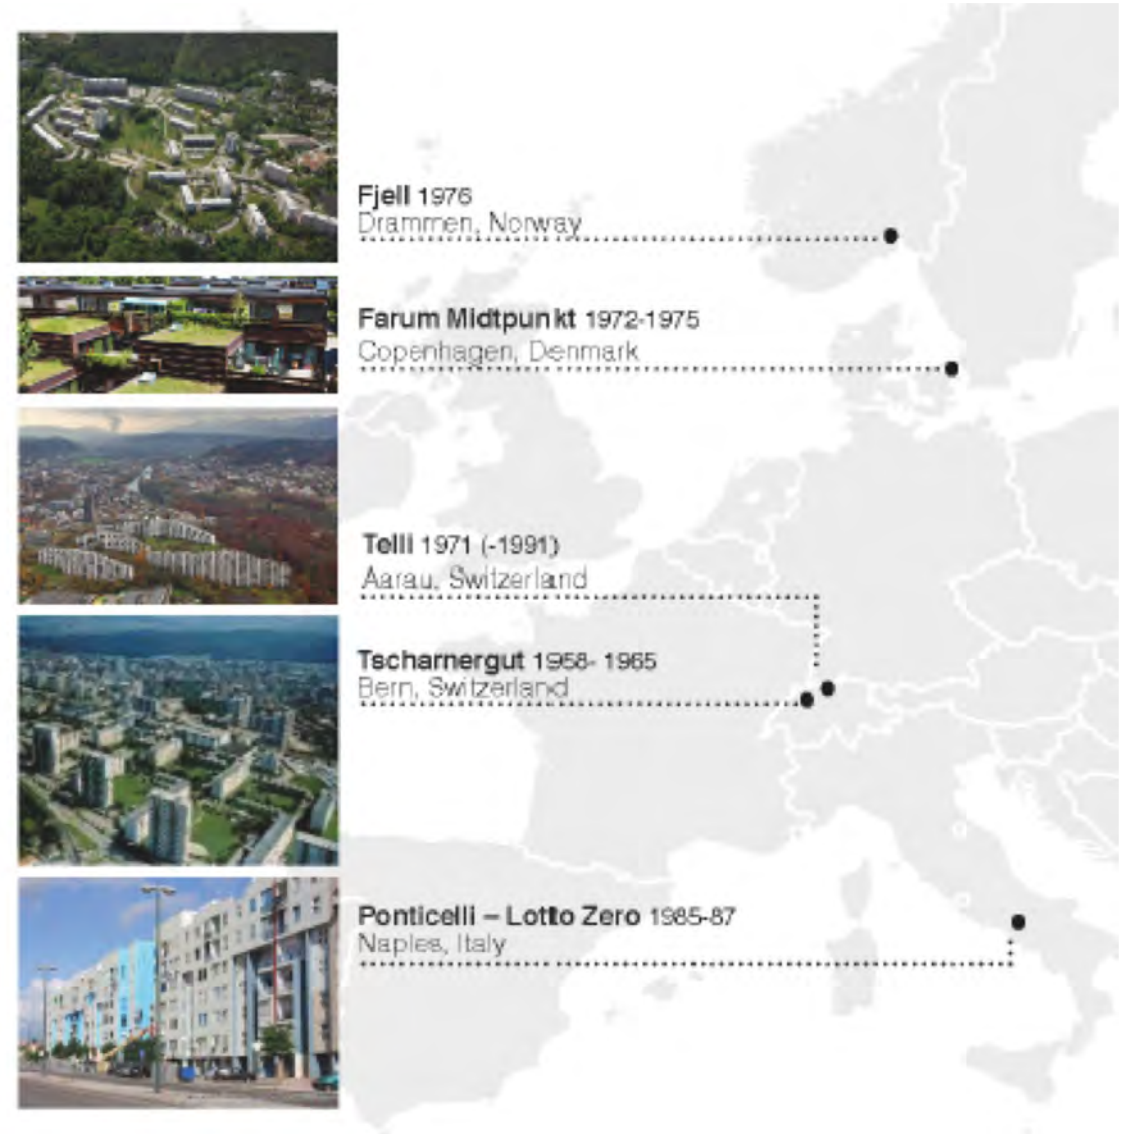 Fjell 1976
Drammen, Norway
Farum Midtpunkt 1972-1975
Copenhagen, Denmark
Telli 1971 (-1991)
Aarau, Switzerland
Tscharnergut 1958- 1965
Bern, Switzerland
Ponticelli – Lotto Zero 1985-87
Naples, Italy